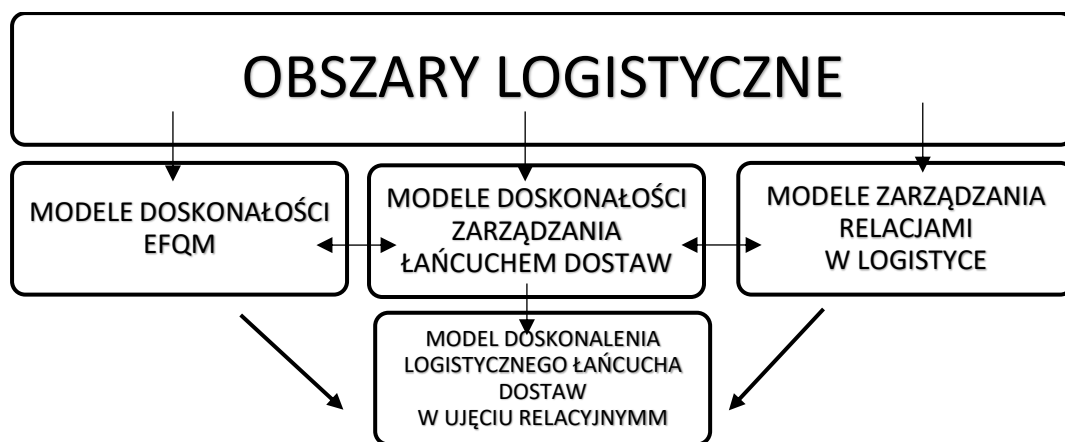 OBSZARY LOGISTYCZNE
MODELE DOSKONAŁOŚCI
EFQM
MODELE DOSKONAŁOŚCI
ZARZĄDZANIA
ŁAŃCUCHEM DOSTAW
MODELE ZARZĄDZANIA
RELACJAMI
W LOGISTYCE
MODEL DOSKONALENIA
LOGISTYCZNEGO ŁAŃCUCHA
DOSTAW
W UJĘCIU RELACYJNYMM